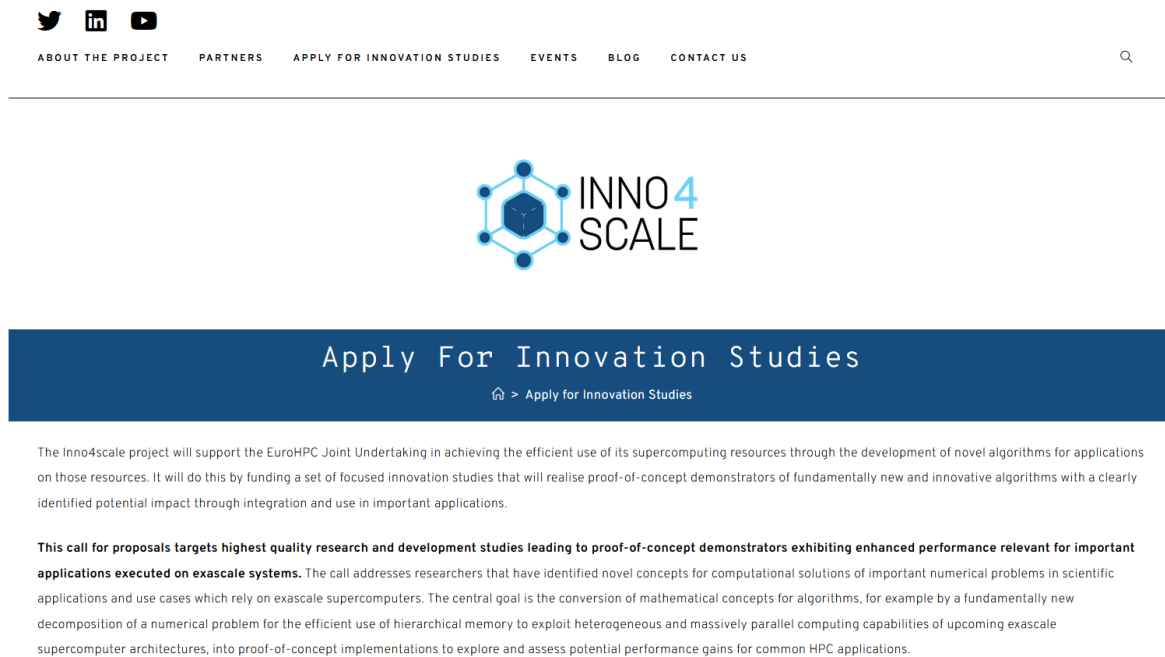 ABOUT THE PROJECT PARTNERS APPLY FOR INNOVATION STUDIES EVENTS BLOG CONTACT US
INNO4
SCALE
Apply For Innovation Studies
> Apply for Innovation Studies
The Inno4scale project will support the EuroHPC Joint Undertaking in achieving the efficient use of its supercomputing resources through the development of novel algorithms for applications
on those resources. It will do this by funding a set of focused innovation studies that will realise proof-of-concept demonstrators of fundamentally new and innovative algorithms with a clearly
identified potential impact through integration and use in important applications.
This call for proposals targets highest quality research and development studies leading to proof-of-concept demonstrators exhibiting enhanced performance relevant for important
applications executed on exascale systems. The call addresses researchers that have identified novel concepts for computational solutions of important numerical problems in scientific
applications and use cases which rely on exascale supercomputers. The central goal is the conversion of mathematical concepts for algorithms, for example by a fundamentally new
decomposition of a numerical problem for the efficient use of hierarchical memory to exploit heterogeneous and massively parallel computing capabilities of upcoming exascale
supercomputer architectures, into proof-of-concept implementations to explore and assess potential performance gains for common HPC applications.